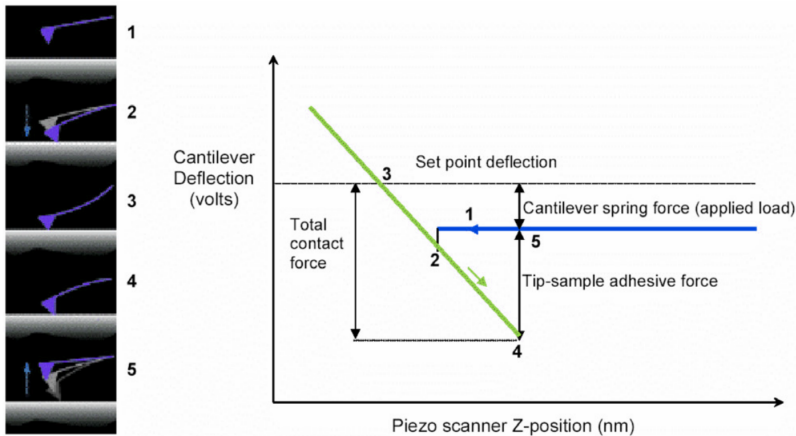 1
2
3
4
5
Cantilever
Deflection
(volts)
3
Set point deflection
Total
contact
force
1
Cantilever spring force (applied load)
5
2
Tip-sample adhesive force
4
Piezo scanner Z-position (nm)